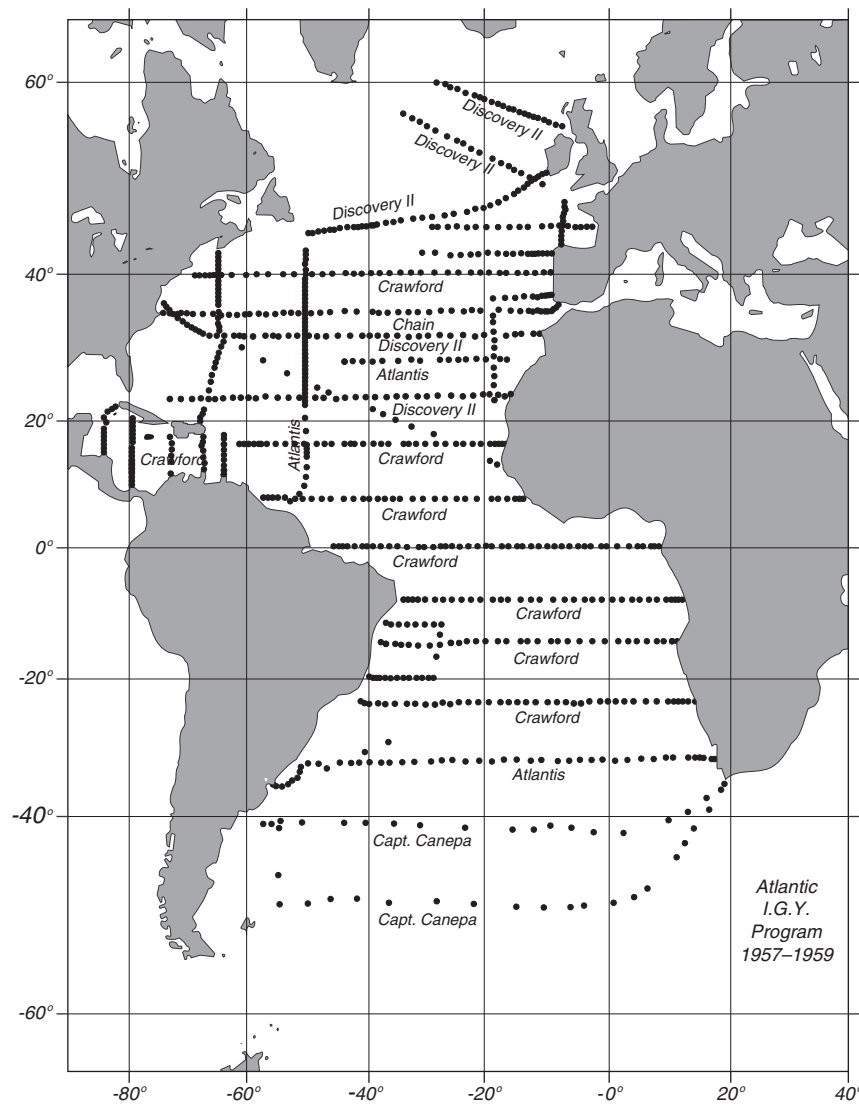 60°
Discovery II
Discovery II
Discovery II
40°
Crawford
Chain
Discovery II
Atlantis
Discovery II
20°
Atlantis
Crawford
Crawford
Crawford
0°
Crawford
Crawford
Crawford
-20°
Crawford
Atlantis
-40°
Capt. Canepa
Capt. Canepa
Atlantic
I.G.Y.
Program
1957–1959
-60°
-80° -60° -40° -20° -0° 20° 40°